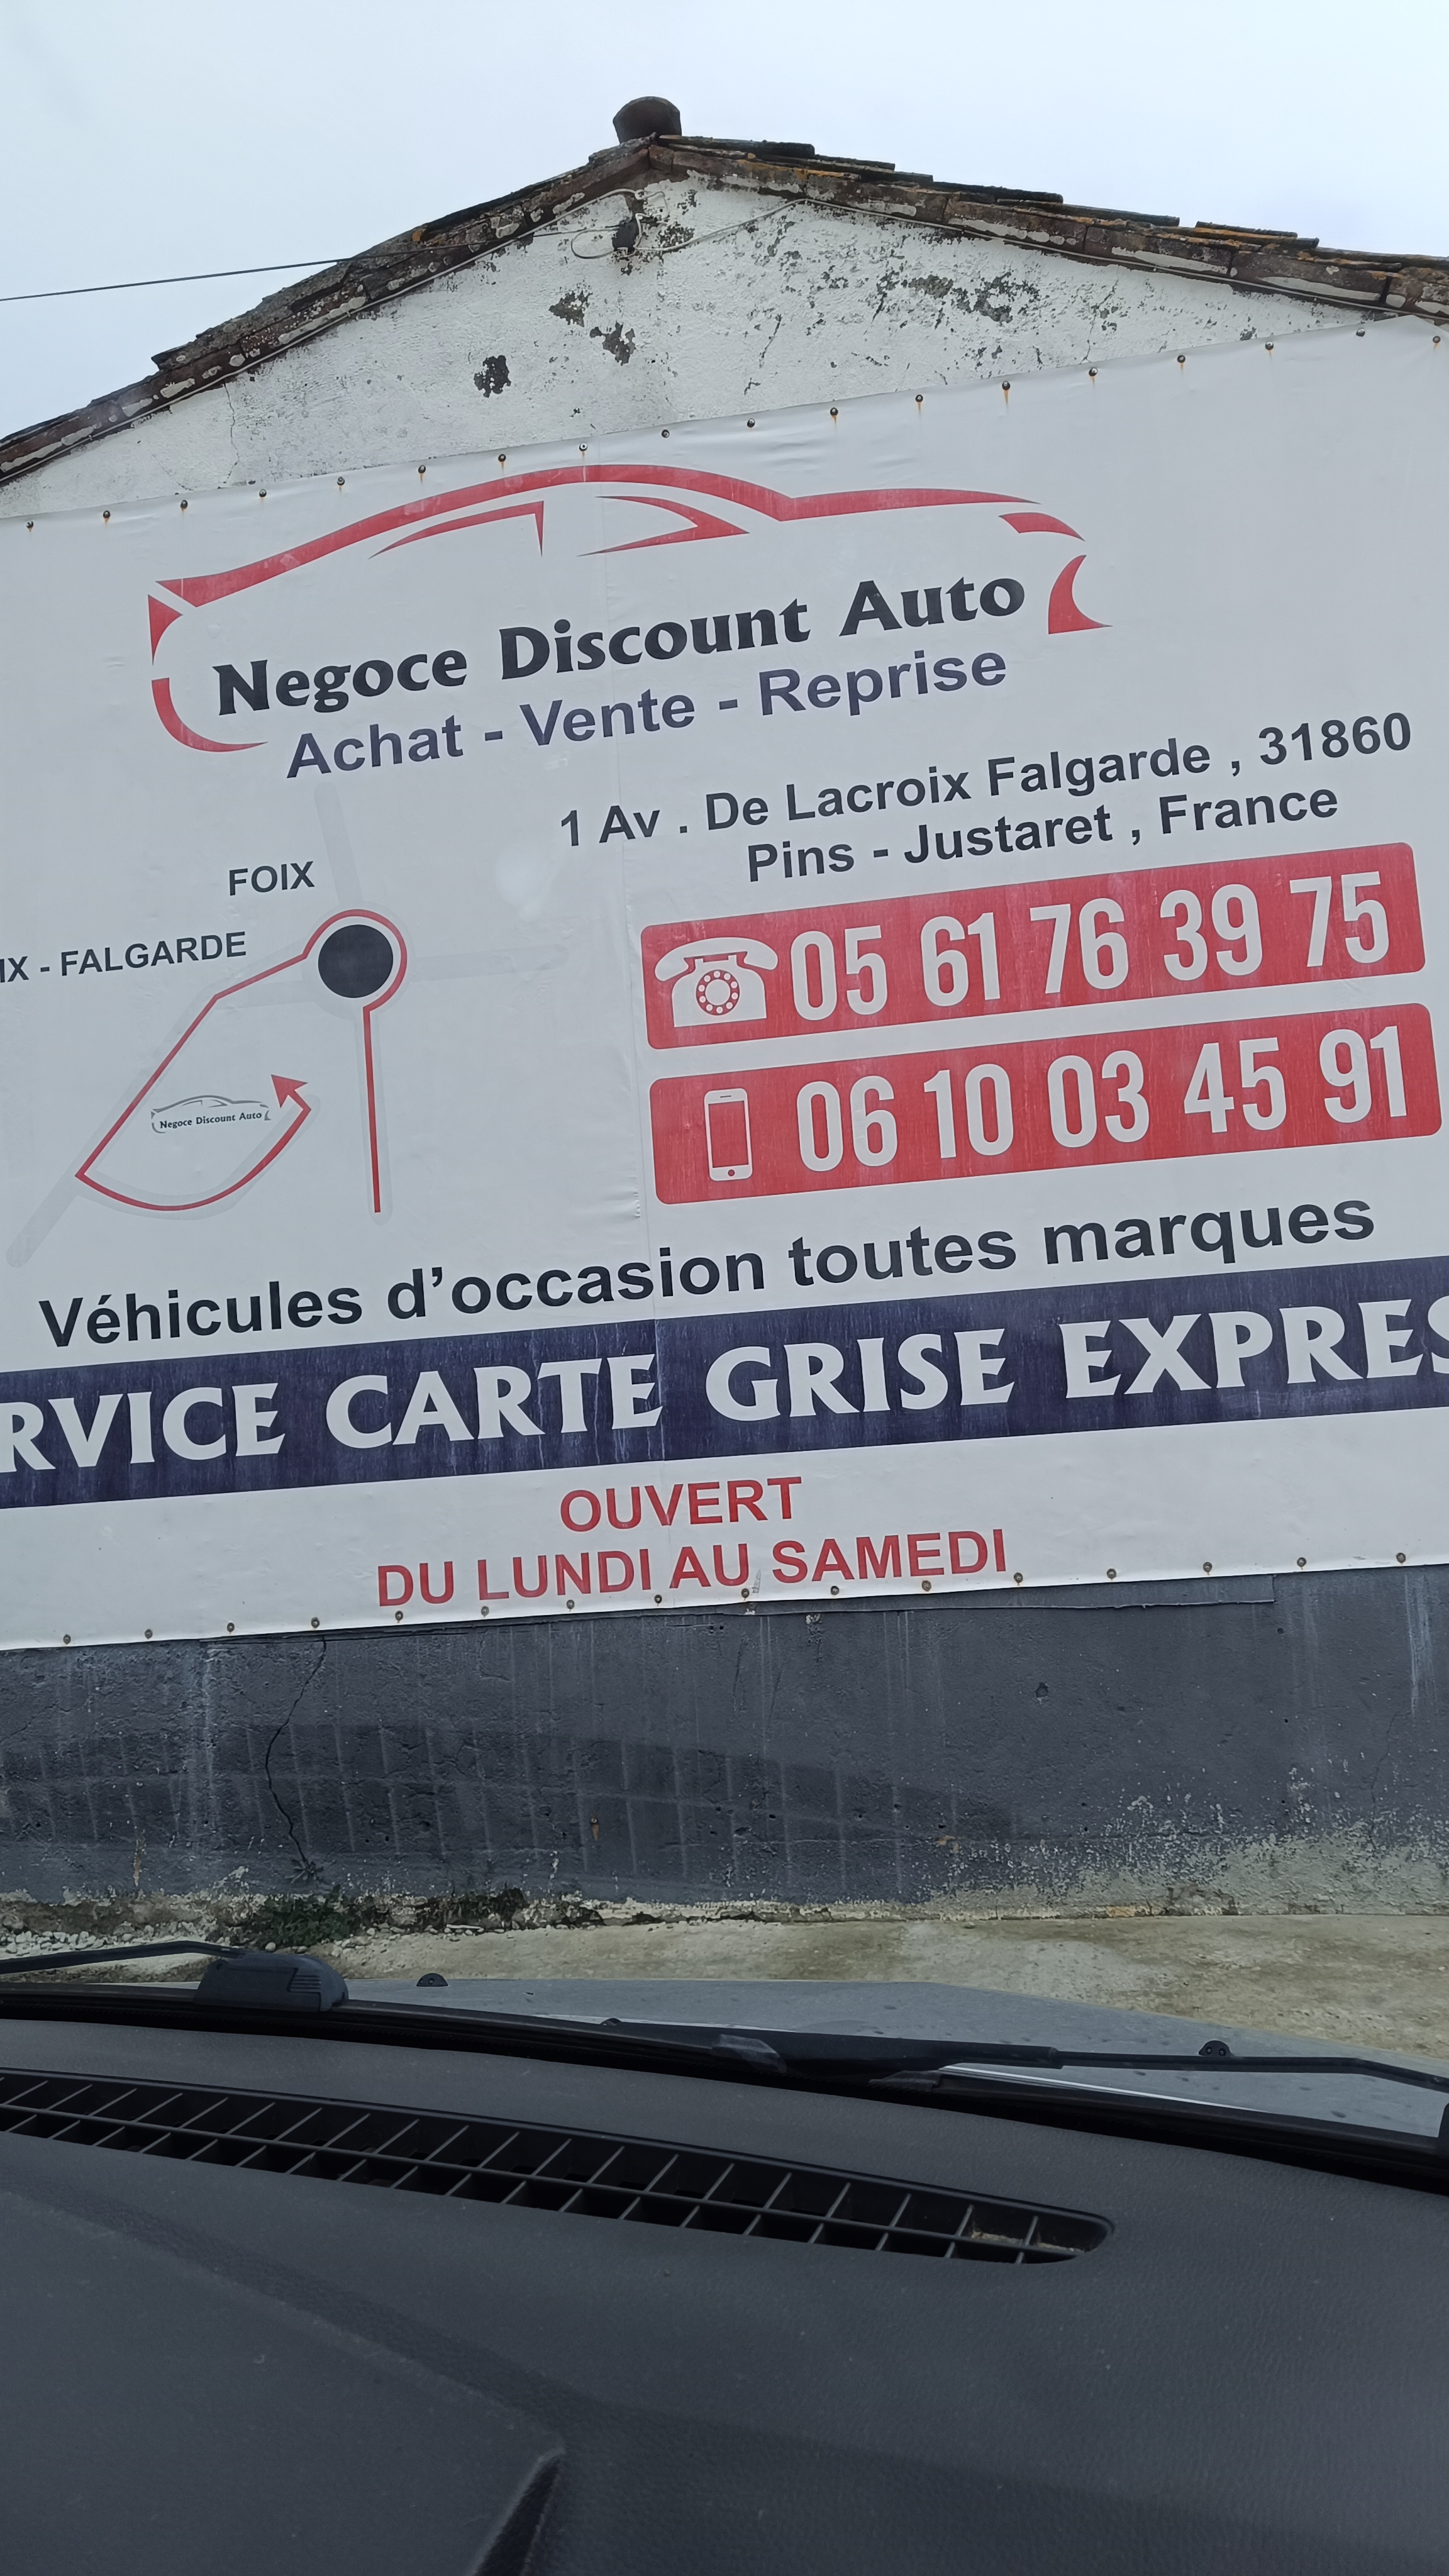 Negoce Discount Auto
Achat - Vente - Reprise
1 Av . De Lacroix Falgarde , 31860
Pins - Justaret , France
FOIX
IX - FALGARDE
05 61 76 39 75
06 10 03 45 91
Negoce Discount Auto
Véhicules d'occasion toutes marques
RVICE CARTE GRISE EXPRES
OUVERT
DU LUNDI AU SAMEDI